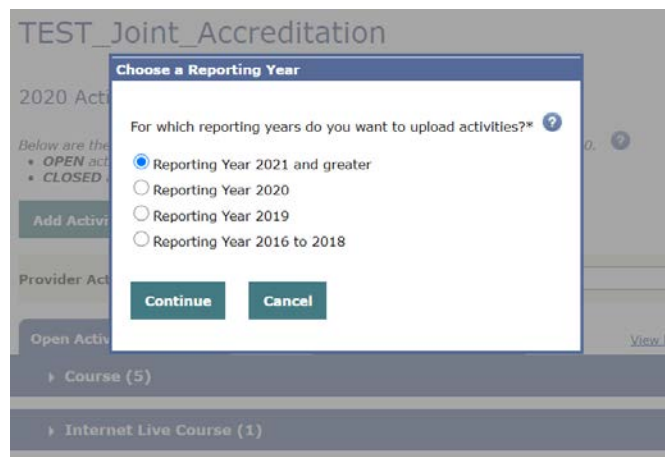 TEST_Joint_Accreditation
Choose a Reporting Year
2020 Acti
For which reporting years do you want to upload activities?*
Below are the
0.
• OPEN act
Reporting Year 2021 and greater
• CLOSED
Reporting Year 2020
Reporting Year 2019
Add Activi
Reporting Year 2016 to 2018
Provider Act
Continue
Cancel
Open Activ
View
Course (5)
Internet Live Course (1)